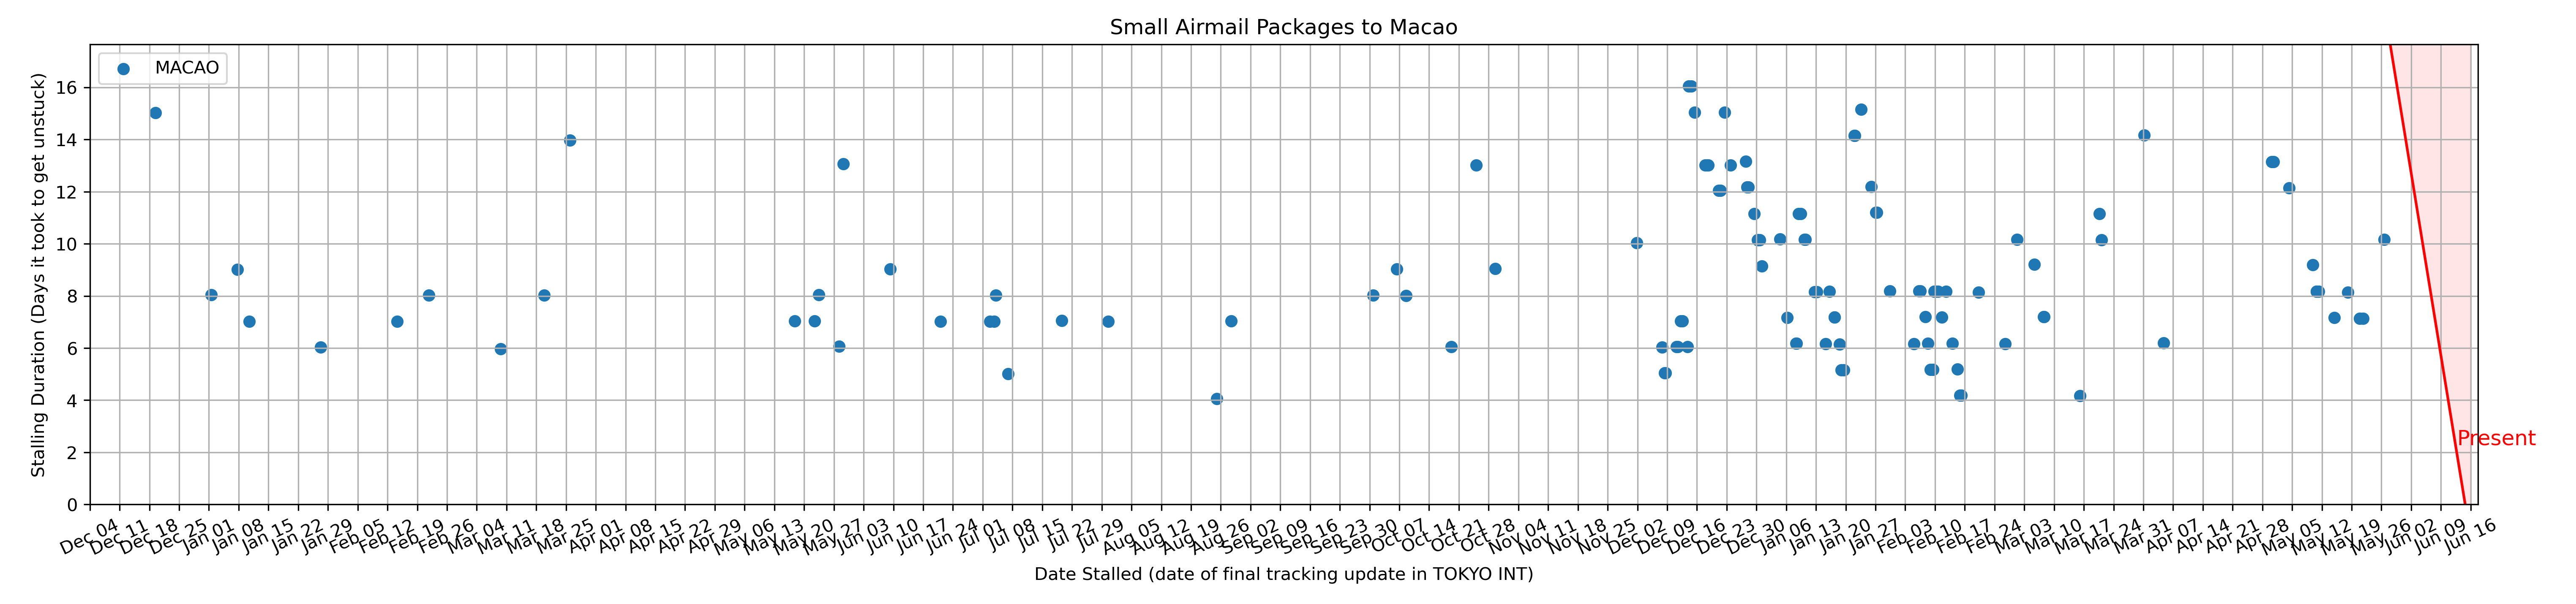 Small Airmail Packages to Macao
MACAO
Stalling Duration (Days it took to get unstuck)
16
14
12
10
8
6
4
2
0
Present
Dec 04
Dec 11
Dec 18
Dec 25
Jan 01
Jan 08
Jan 15
Jan 22
Jan 29
Feb 05
Feb 12
Feb 19
Feb 26
Mar 04
Mar 11
Mar 18
Mar 25
Apr 01
Apr 08
Apr 15
Apr 22
Apr 29
May 06
May 13
May 20
May 27
Jun 03
Jun 10
Jun 17
Jun 24
Jul 01
Jul 08
Jul 15
Jul 22
Jul 29
Aug 05
Aug 12
Aug 19
Aug 26
Sep 02
Sep 09
Sep 16
Sep 23
Sep 30
Oct 07
Oct 14
Oct 21
Oct 28
Nov 04
Nov 11
Nov 18
Nov 25
Dec 02
Dec 09
Dec 16
Dec 23
Dec 30
Jan 06
Jan 13
Jan 20
Jan 27
Feb 03
Feb 10
Feb 17
Feb 24
Mar 03
Mar 10
Mar 17
Mar 24
Mar 31
Apr 07
Apr 14
Apr 21
Apr 28
May 05
May 12
May 19
May 26
Jun 02
Jun 09
Jun 16
Date Stalled (date of final tracking update in TOKYO INT)